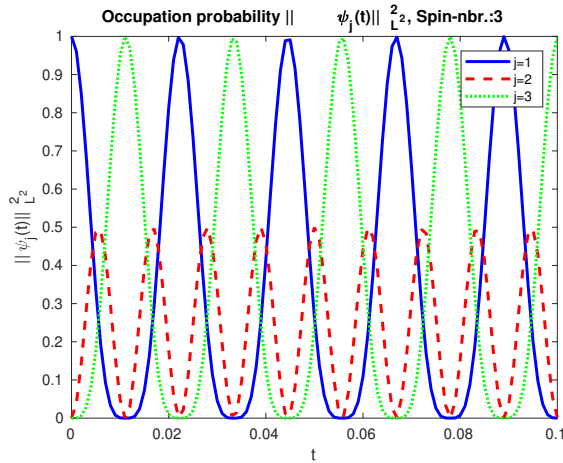 Occupation probability || ψj(t)|| 2 L2, Spin-nbr.:3
|| ψj(t)|| 2 L2
1
0.9
0.8
0.7
0.6
0.5
0.4
0.3
0.2
0.1
0
j=1
j=2
j=3
0 0.02 0.04 0.06 0.08 0.1
t